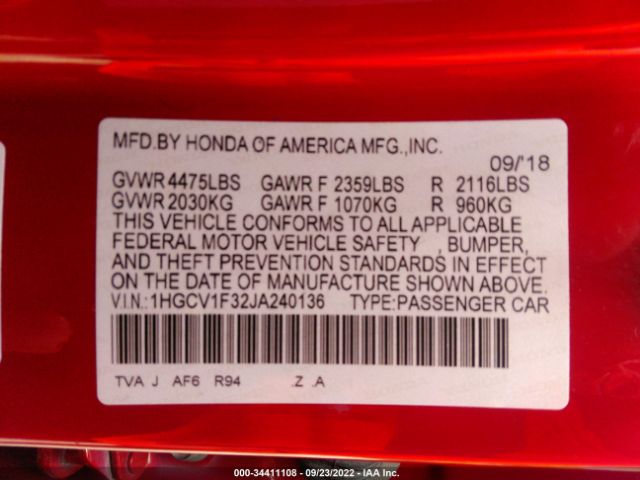 MFD.BY HONDA OF AMERICA MFG.,INC.
09/'18
GVWR 4475LBS GAWR F 2359LBS R 2116LBS
GVWR 2030KG GAWR F 1070KG R 960KG
THIS VEHICLE CONFORMS TO ALL APPLICABLE
FEDERAL MOTOR VEHICLE SAFETY , BUMPER,
AND THEFT PREVENTION STANDARDS IN EFFECT
ON THE DATE OF MANUFACTURE SHOWN ABOVE.
V.I.N.: 1HGCV1F32JA240136 TYPE:PASSENGER CAR
TVA J AF6 R94 .Z .A
000-34411108 - 09/23/2022 - IAA Inc.